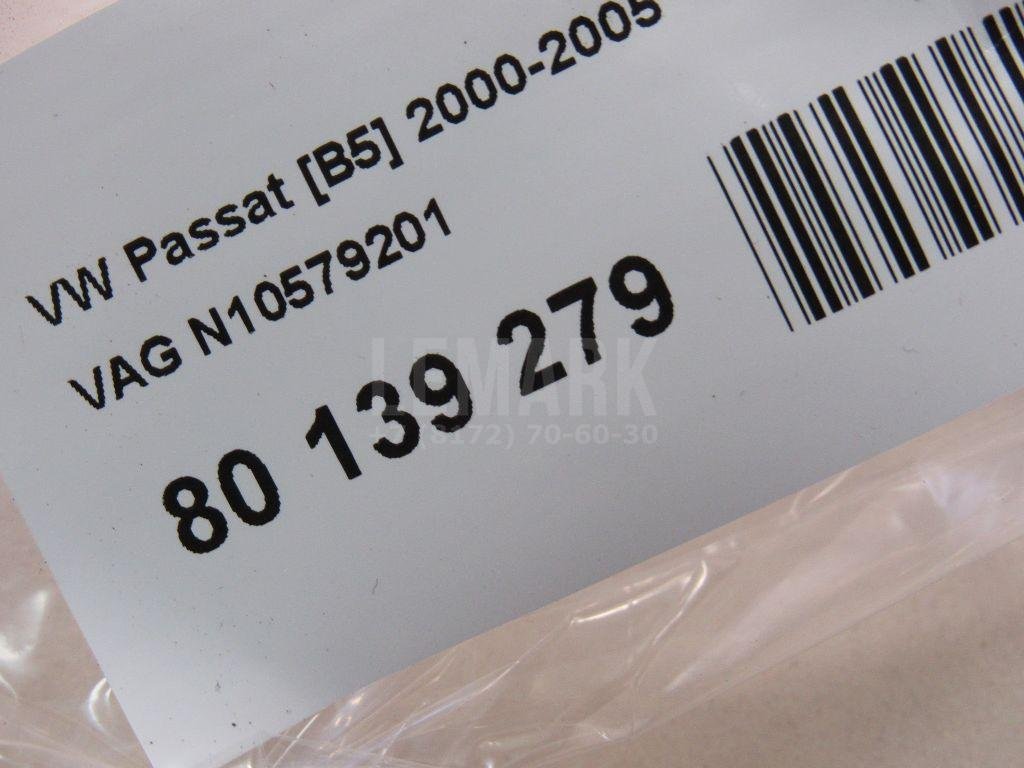 VW Passat [B5] 2000-2005
VAG N10579201
80 139 279
LEMARK
(8172) 70-60-30